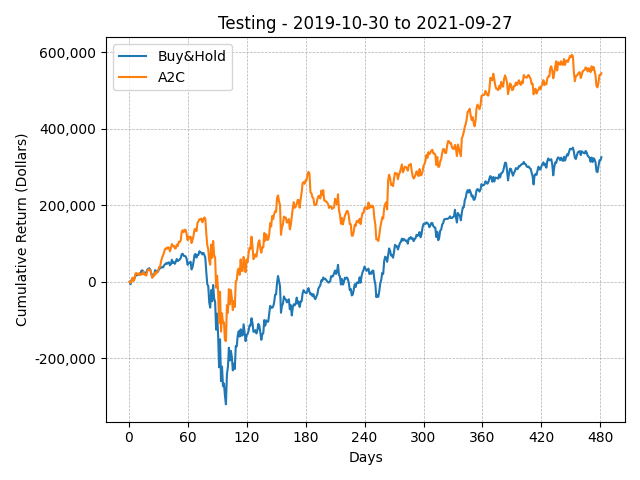 Testing - 2019-10-30 to 2021-09-27
Buy&Hold
A2C
Cumulative Return (Dollars)
600,000
400,000
200,000
0
-200,000
0 60 120 180 240 300 360 420 480
Days